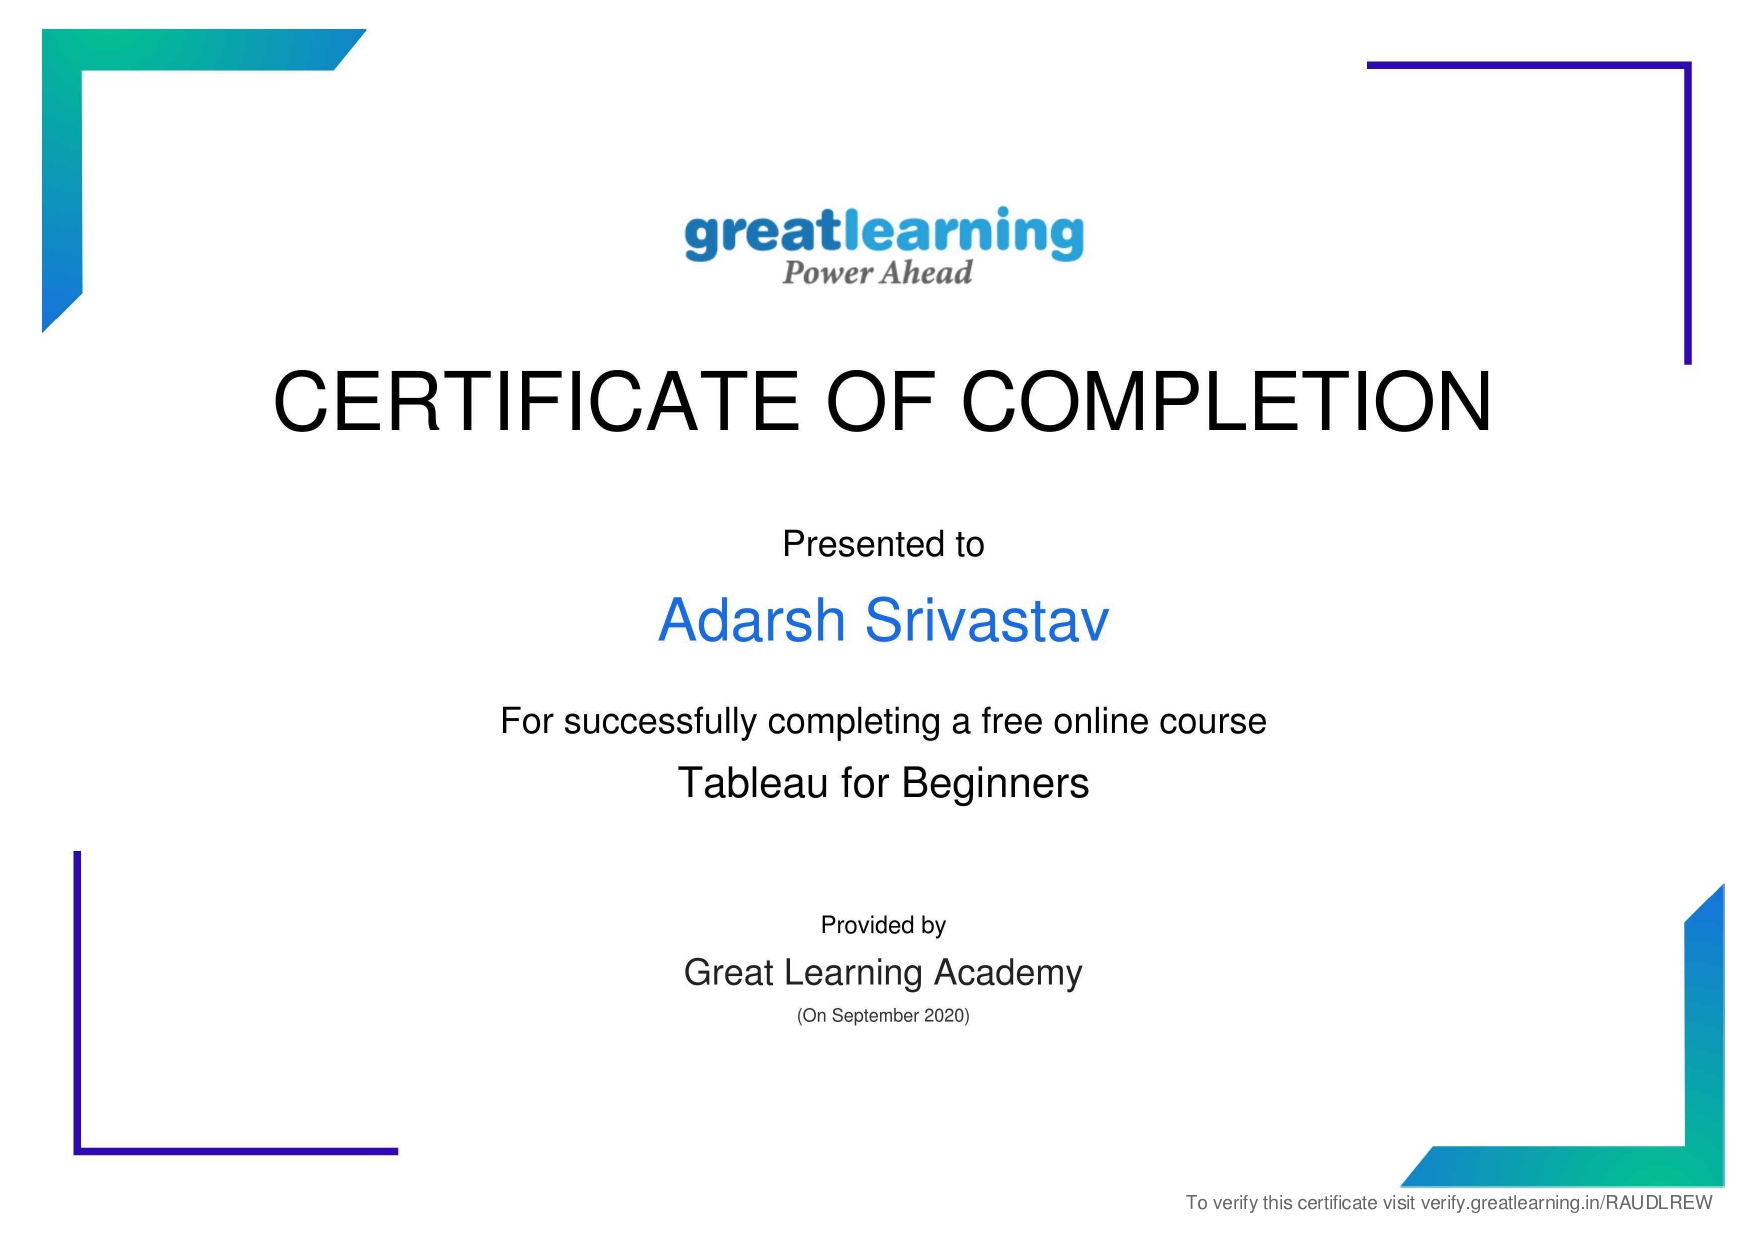 greatlearning
Power Ahead
CERTIFICATE OF COMPLETION
Presented to
Adarsh Srivastav
For successfully completing a free online course
Tableau for Beginners
Provided by
Great Learning Academy
(On September 2020)
To verify this certificate visit verify.greatlearning.in/RAUDLREW